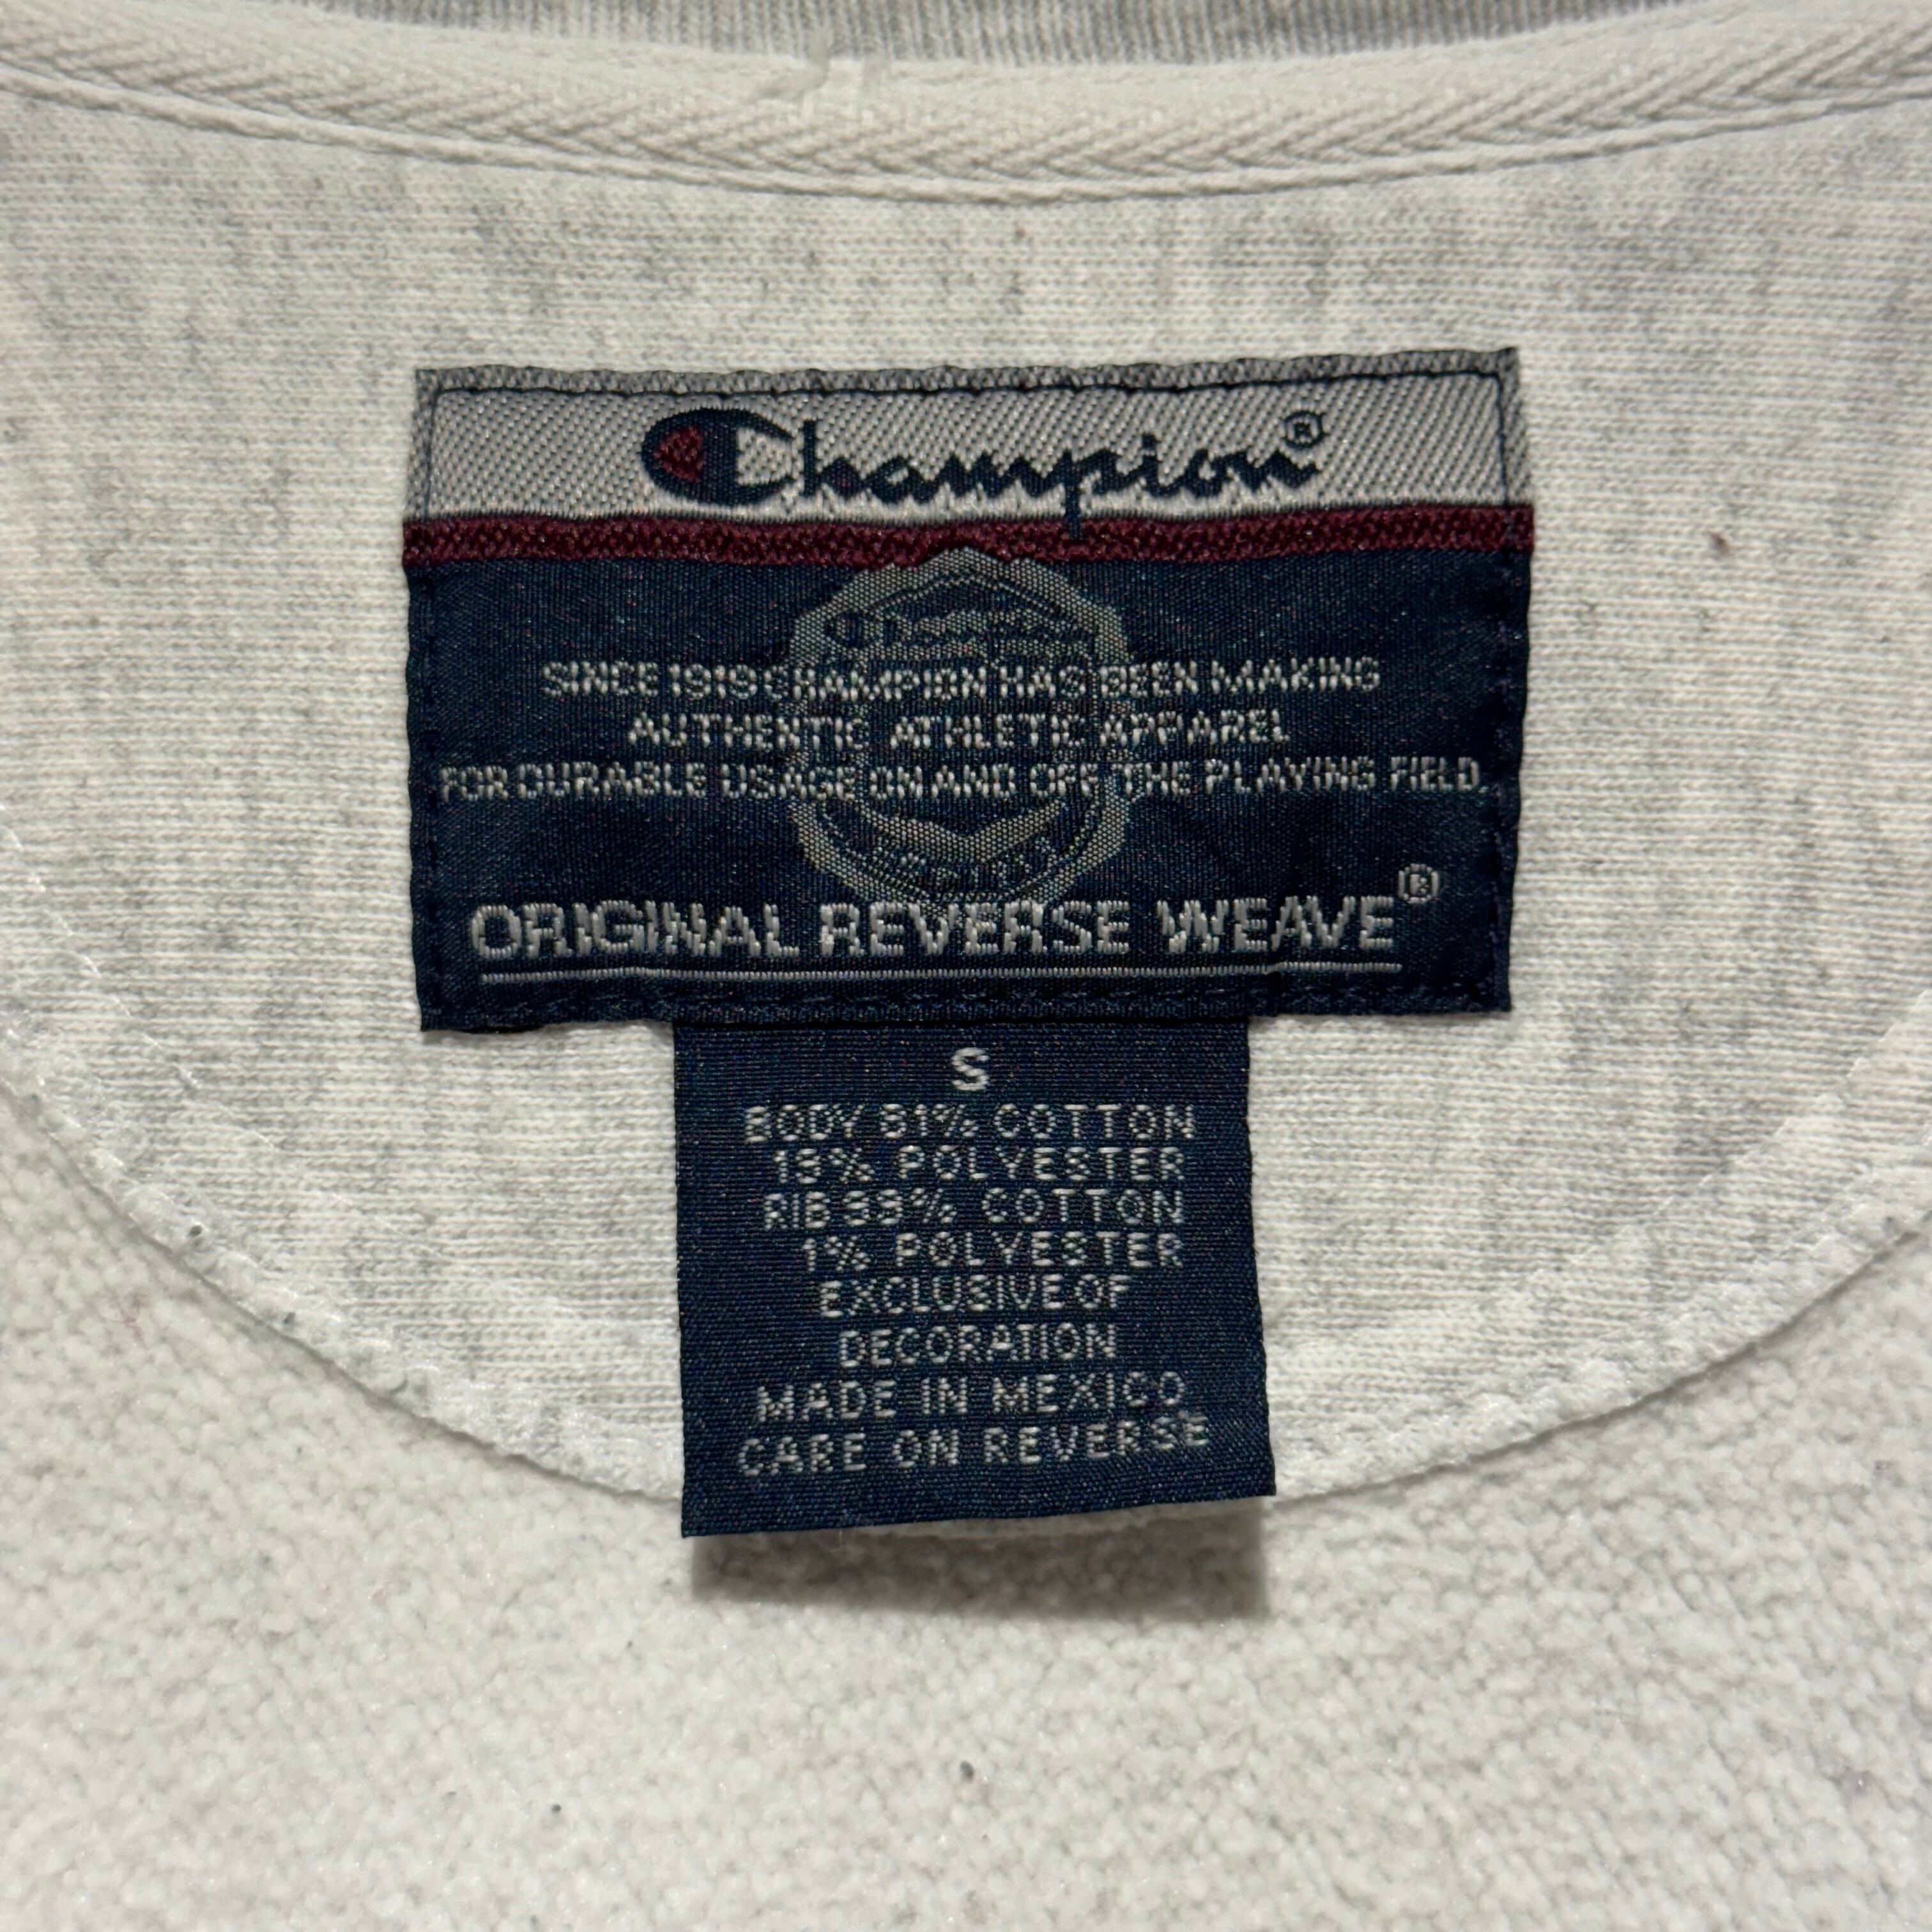 Champion®
Champion
SINCE 1919 CHAMPION HAS BEEN MAKING
AUTHENTIC ATHLETIC APPAREL
FOR DURABLE USAGE ON AND OFF THE PLAYING FIELD.
ORIGINAL REVERSE WEAVE®
S
BODY 81% COTTON
19% POLYESTER
RIB 99% COTTON
1% POLYESTER
EXCLUSIVE OF
DECORATION
MADE IN MEXICO
CARE ON REVERSE